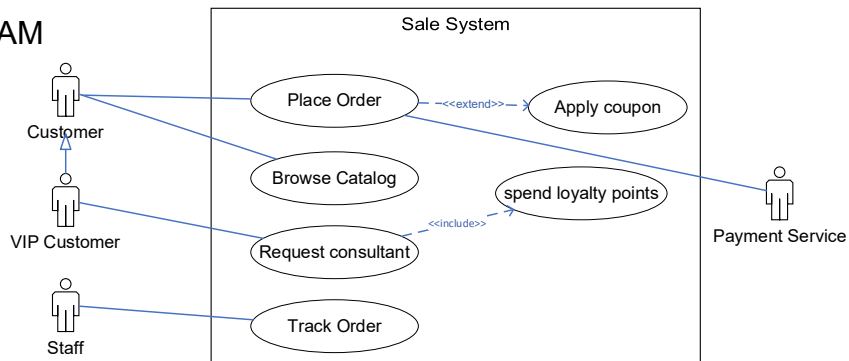 AM
Sale System
Customer
Place Order
<<extend>>
Apply coupon
Browse Catalog
spend loyalty points
VIP Customer
Request consultant
<<include>>
Payment Service
Staff
Track Order